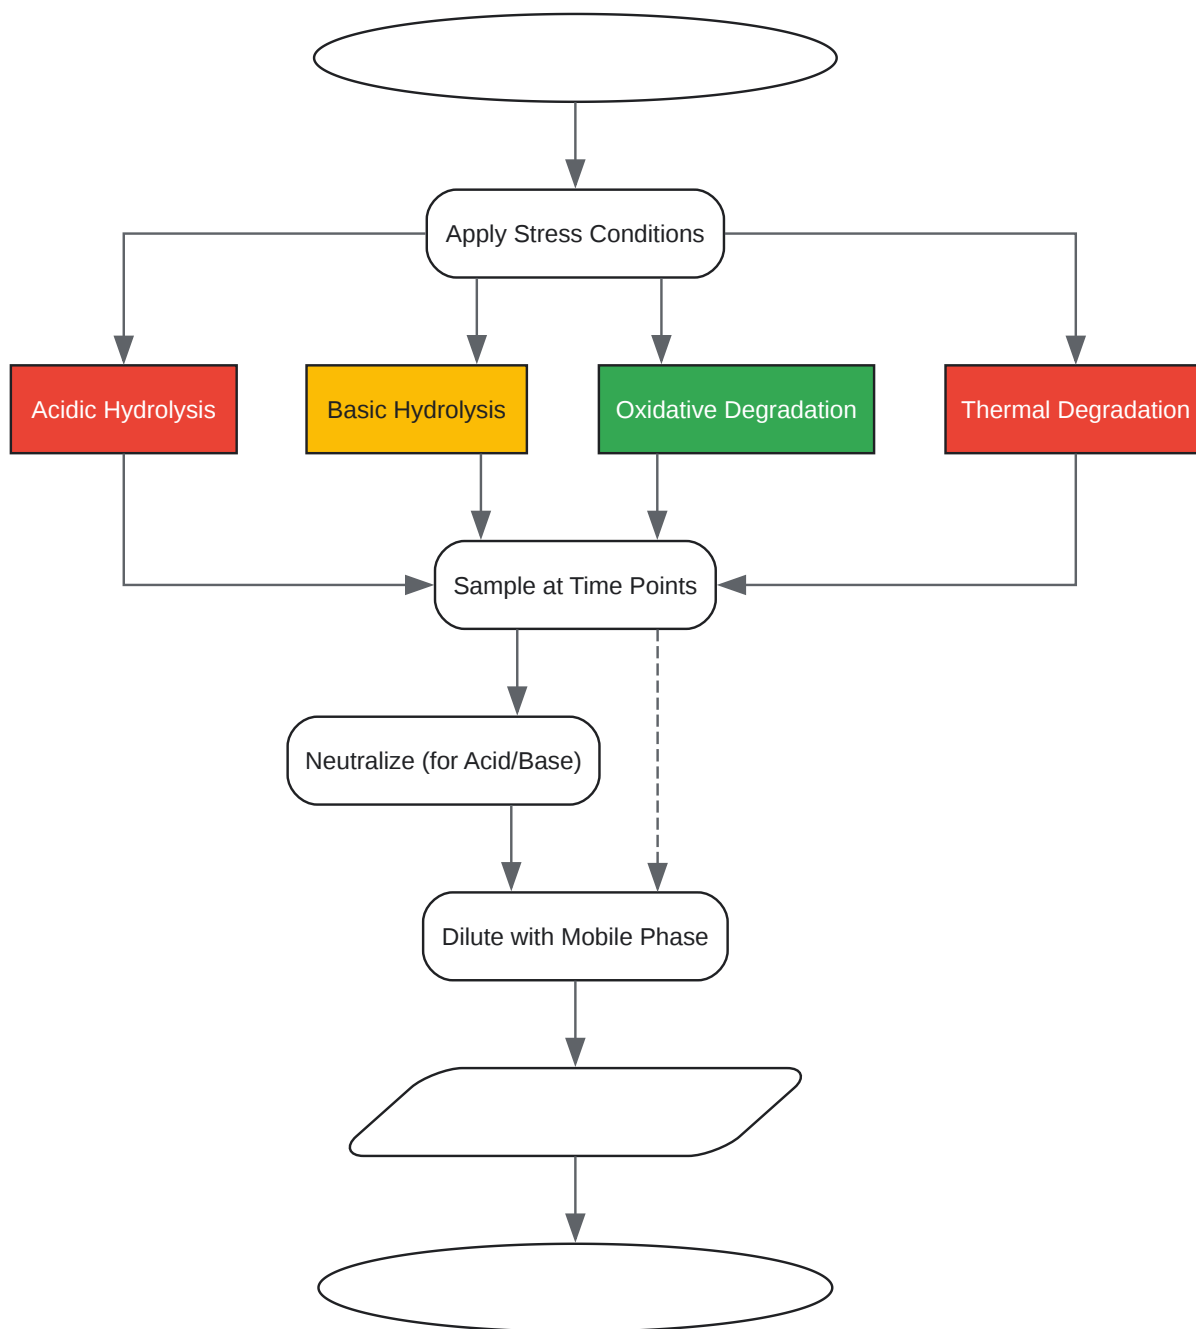 Apply Stress Conditions
Acidic Hydrolysis
Basic Hydrolysis
Oxidative Degradation
Thermal Degradation
Sample at Time Points
Neutralize (for Acid/Base)
Dilute with Mobile Phase